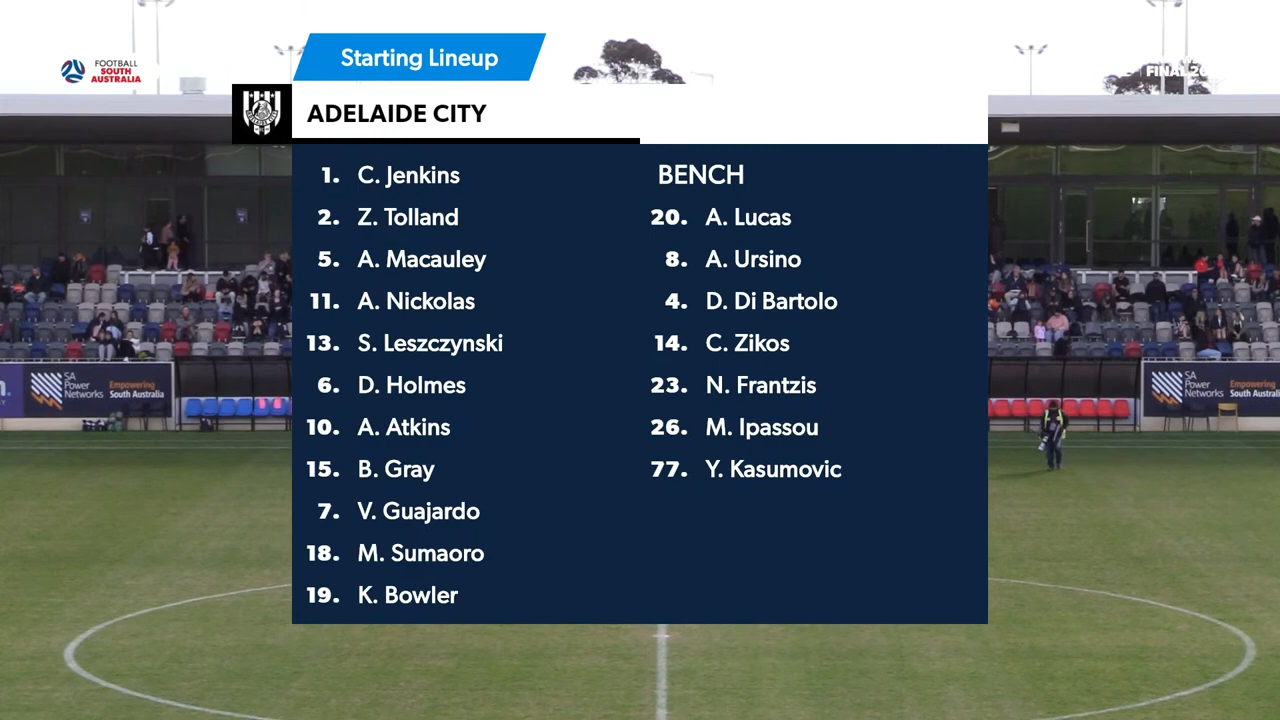 Starting Lineup
FOOTBALL
SOUTH
AUSTRALIA
FINAL
ADELAIDE CITY
1. C. Jenkins
2. Z. Tolland
5. A. Macauley
11. A. Nickolas
13. S. Leszczynski
6. D. Holmes
10. A. Atkins
15. B. Gray
7. V. Guajardo
18. M. Sumaoro
19. K. Bowler
BENCH
20. A. Lucas
8. A. Ursino
4. D. Di Bartolo
14. C. Zikos
23. N. Frantzis
26. M. Ipassou
77. Y. Kasumovic
SA
Power
Networks
Empowering
South Australia
SA
Power
Networks
Empowering
South Australia